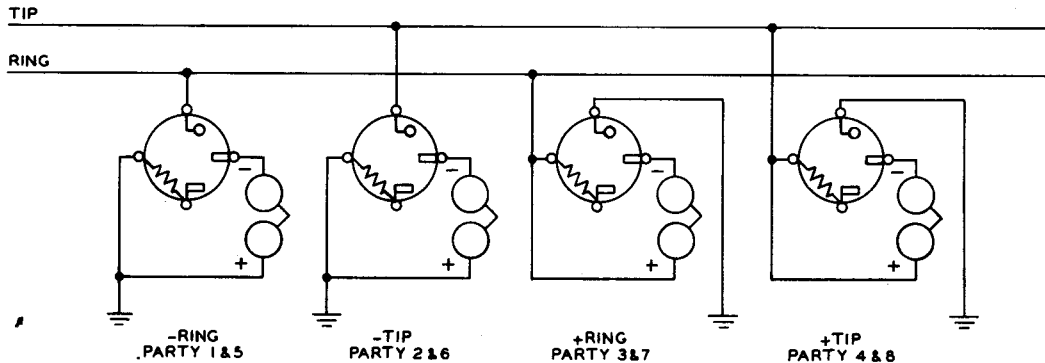 TIP
RING
− − − −
+ + + +
−RING −TIP +RING +TIP
PARTY 1&5 PARTY 2&6 PARTY 3&7 PARTY 4&8